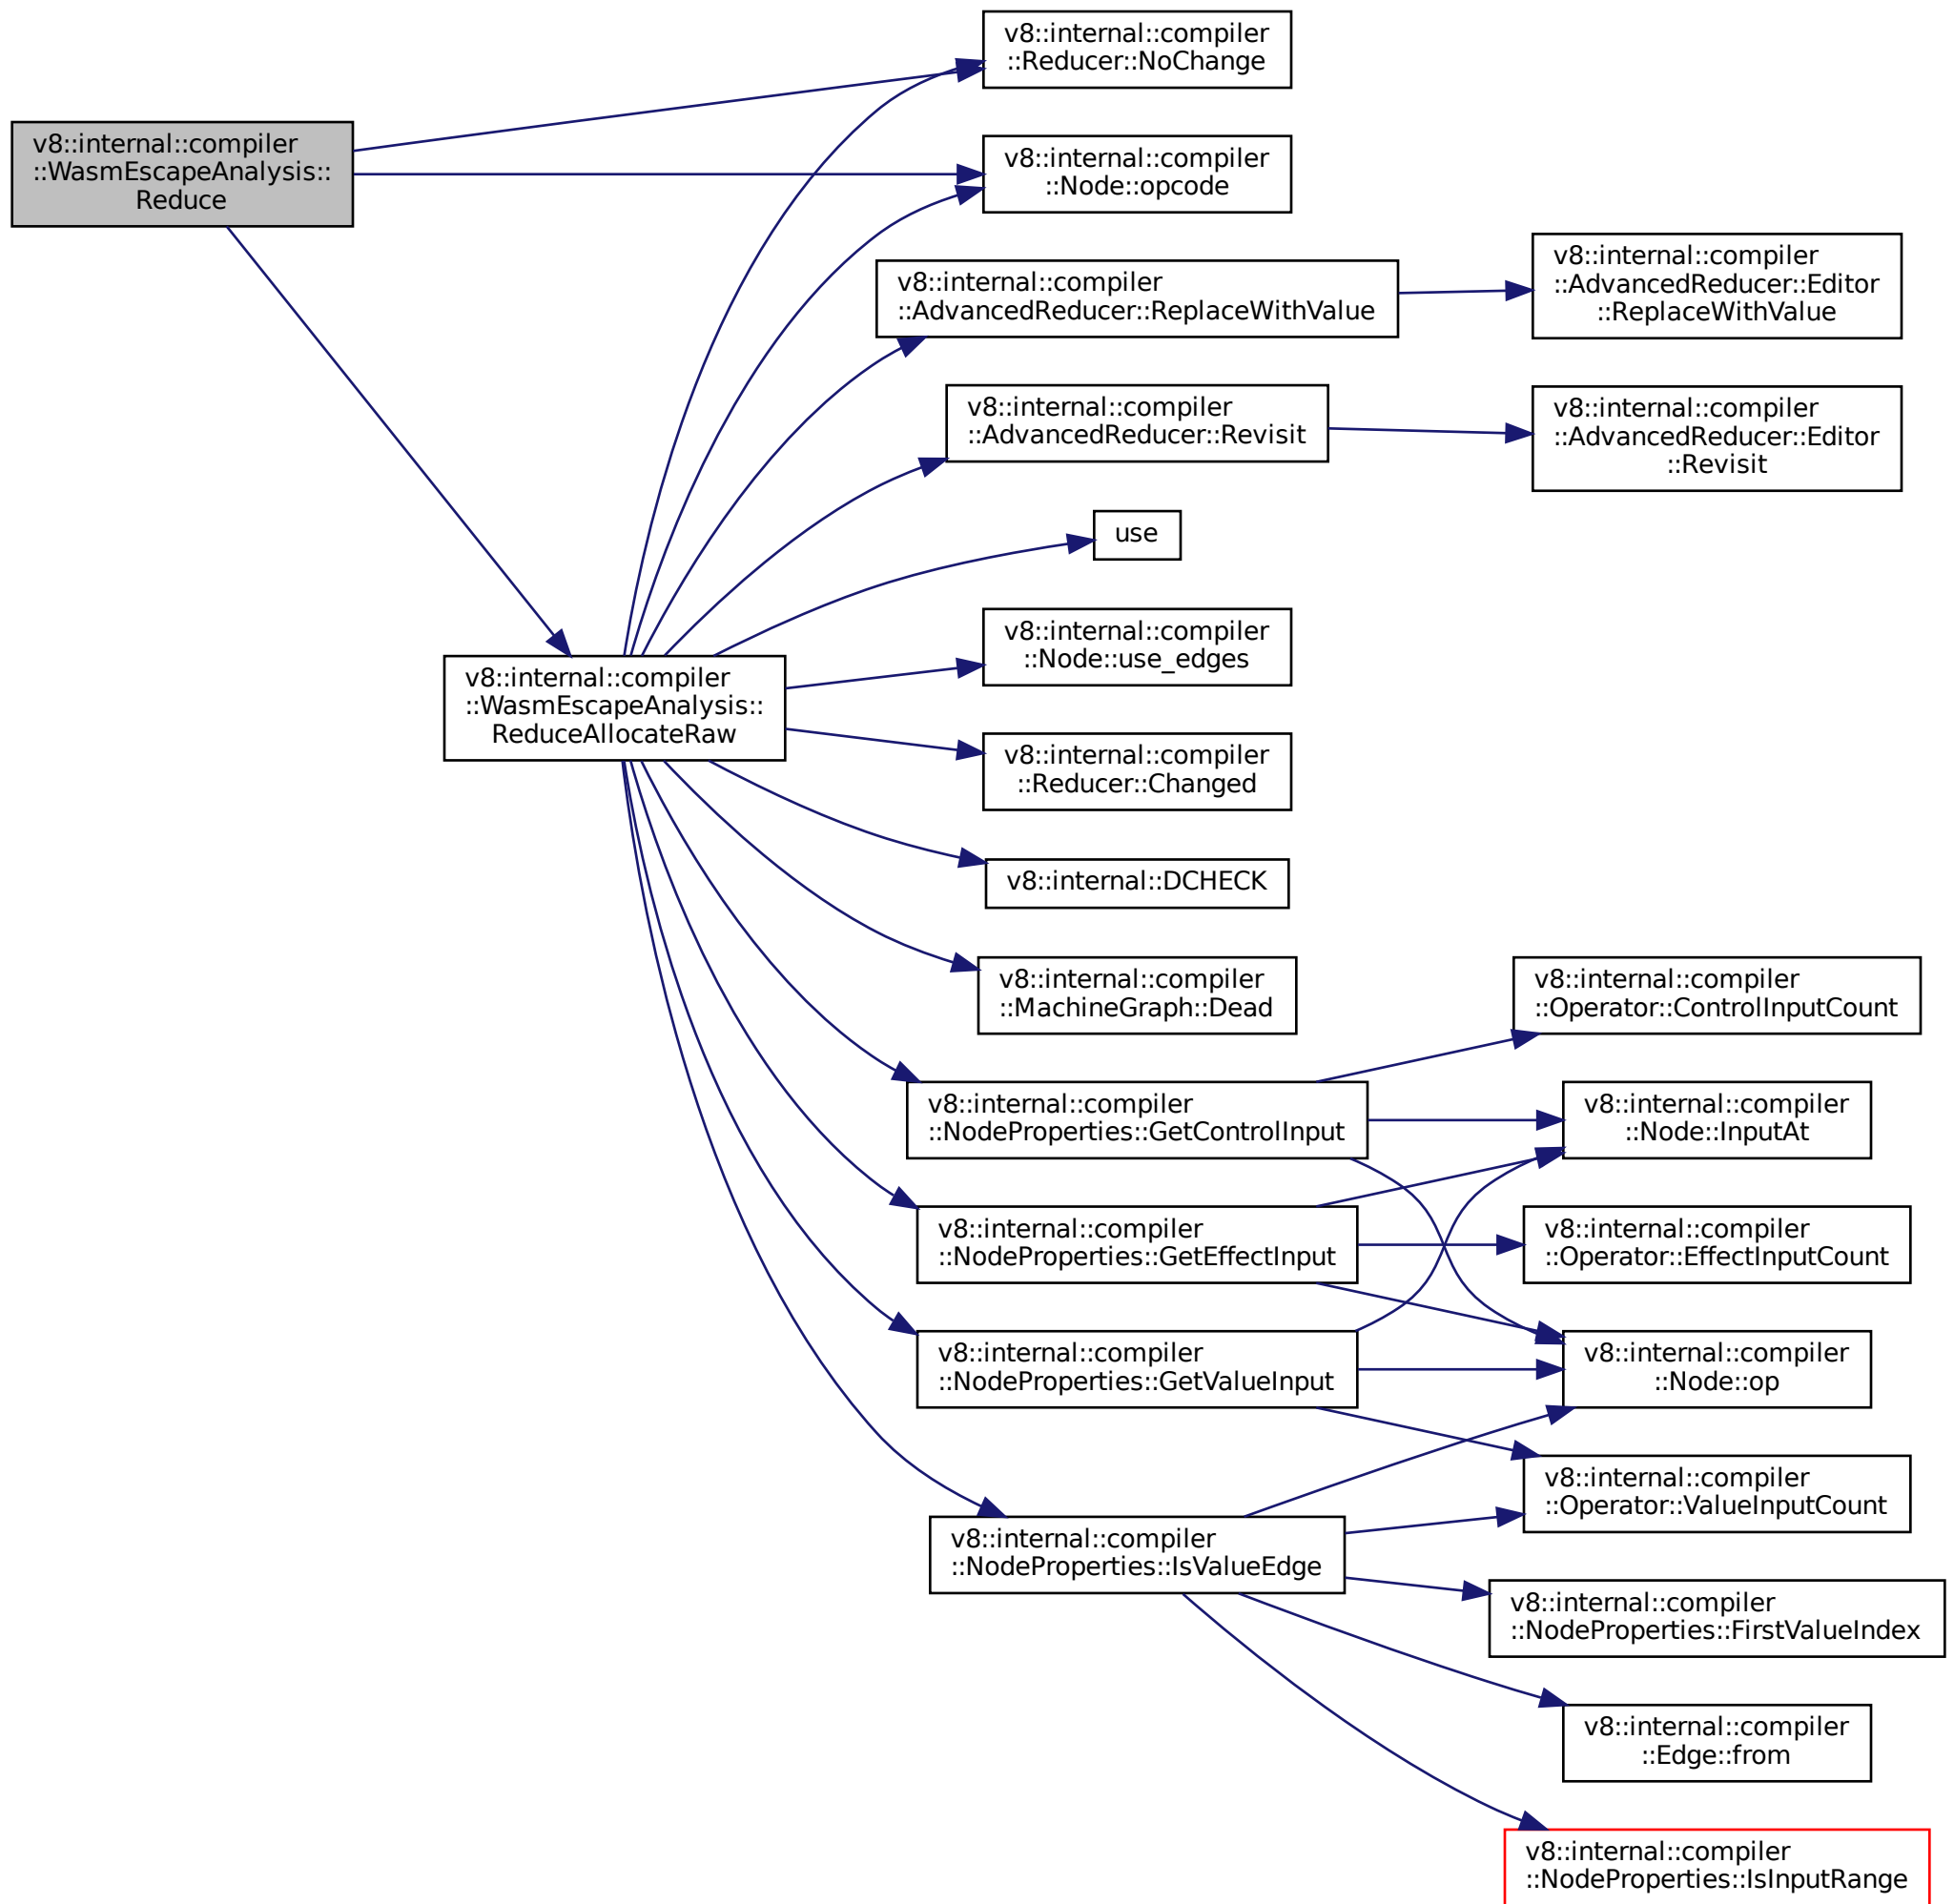 v8::internal::compiler
::Reducer::NoChange
v8::internal::compiler
::WasmEscapeAnalysis::
Reduce
v8::internal::compiler
::Node::opcode
v8::internal::compiler
::AdvancedReducer::ReplaceWithValue
v8::internal::compiler
::AdvancedReducer::Editor
::ReplaceWithValue
v8::internal::compiler
::AdvancedReducer::Revisit
v8::internal::compiler
::AdvancedReducer::Editor
::Revisit
use
v8::internal::compiler
::Node::use_edges
v8::internal::compiler
::WasmEscapeAnalysis::
ReduceAllocateRaw
v8::internal::compiler
::Reducer::Changed
v8::internal::DCHECK
v8::internal::compiler
::MachineGraph::Dead
v8::internal::compiler
::Operator::ControlInputCount
v8::internal::compiler
::NodeProperties::GetControlInput
v8::internal::compiler
::Node::InputAt
v8::internal::compiler
::NodeProperties::GetEffectInput
v8::internal::compiler
::Operator::EffectInputCount
v8::internal::compiler
::NodeProperties::GetValueInput
v8::internal::compiler
::Node::op
v8::internal::compiler
::Operator::ValueInputCount
v8::internal::compiler
::NodeProperties::IsValueEdge
v8::internal::compiler
::NodeProperties::FirstValueIndex
v8::internal::compiler
::Edge::from
v8::internal::compiler
::NodeProperties::IsInputRange